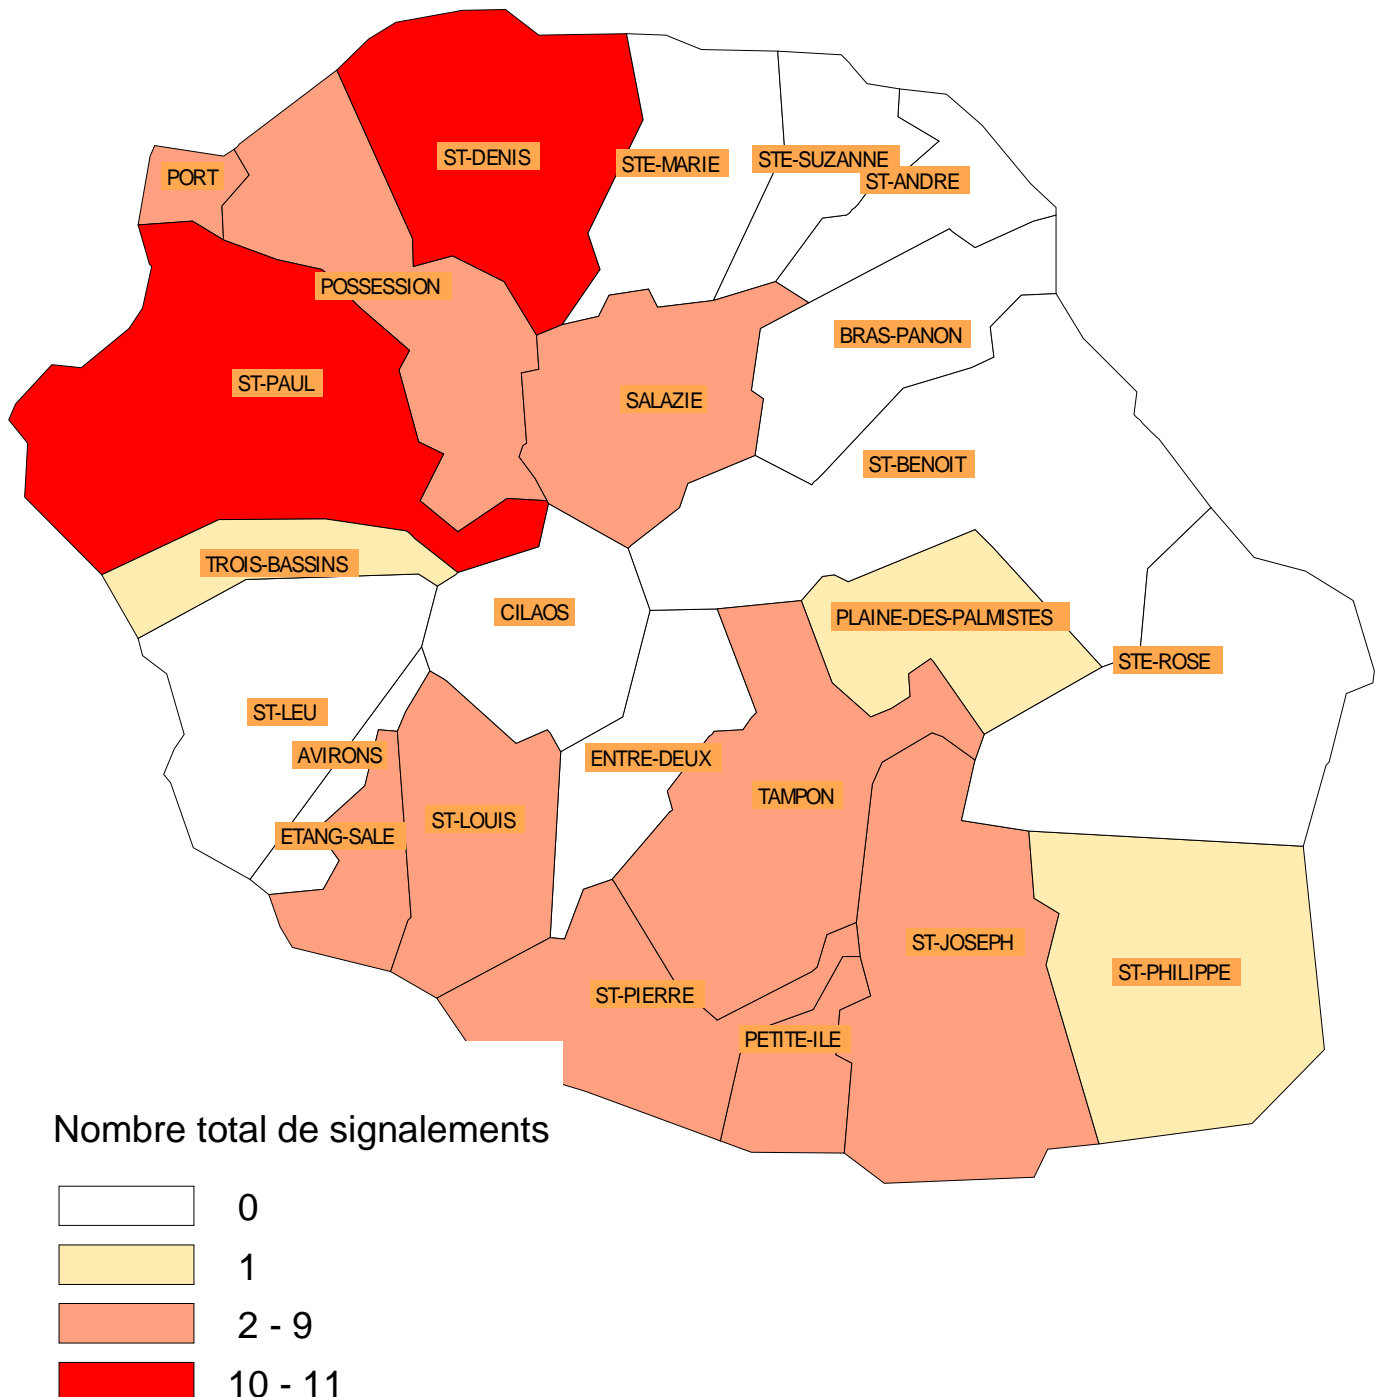 ST-DENIS
STE-MARIE
STE-SUZANNE
ST-ANDRE
PORT
POSSESSION
BRAS-PANON
ST-PAUL
SALAZIE
ST-BENOIT
TROIS-BASSINS
CILAOS
PLAINE-DES-PALMISTES
STE-ROSE
ST-LEU
AVIRONS
ENTRE-DEUX
TAMPON
ST-LOUIS
ETANG-SALE
ST-JOSEPH
ST-PHILIPPE
ST-PIERRE
PETITE-ILE
Nombre total de signalements
0
1
2 - 9
10 - 11